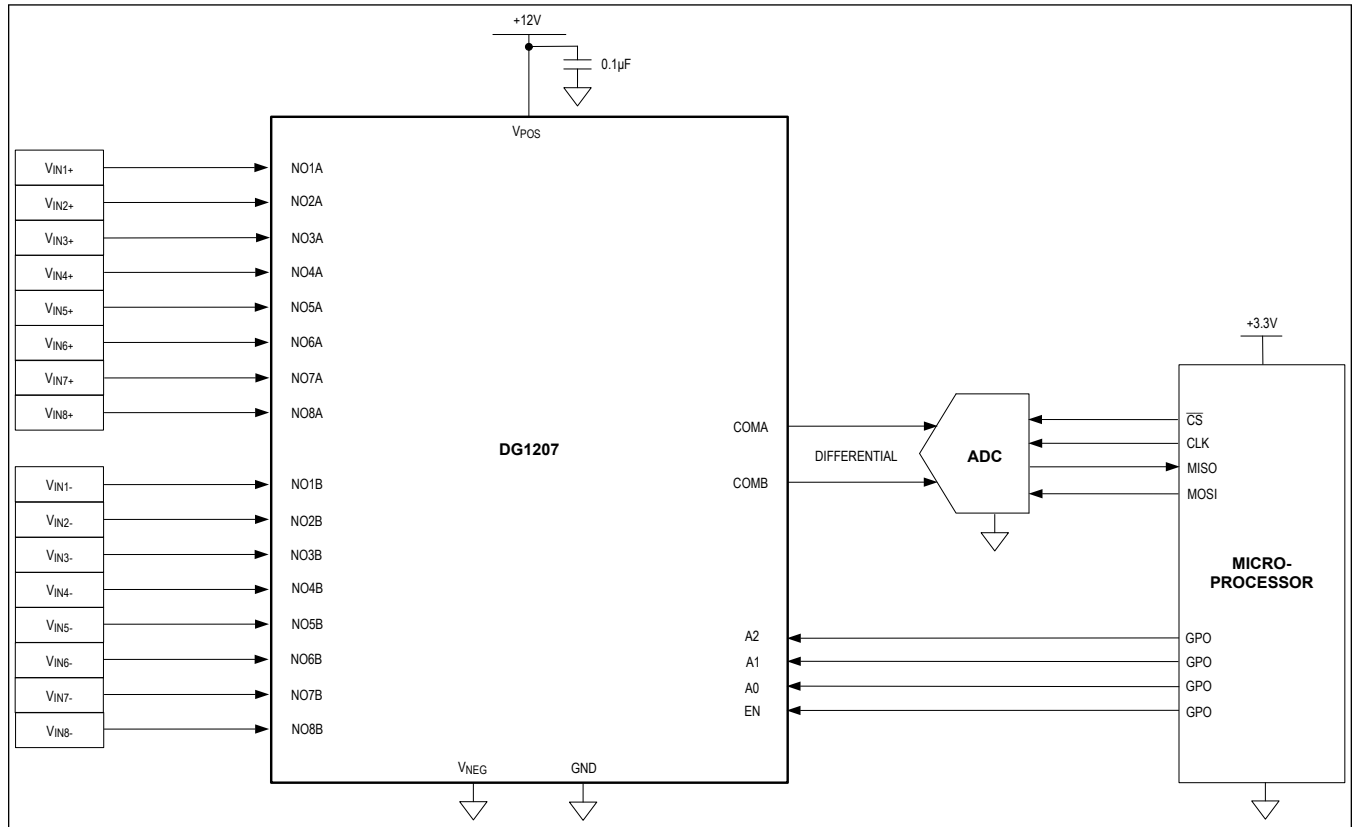 +12V
0.1µF
VPOS
VIN1+
VIN2+
VIN3+
VIN4+
VIN5+
VIN6+
VIN7+
VIN8+
NO1A
NO2A
NO3A
NO4A
NO5A
NO6A
NO7A
NO8A
VIN1-
VIN2-
VIN3-
VIN4-
VIN5-
VIN6-
VIN7-
VIN8-
NO1B
NO2B
NO3B
NO4B
NO5B
NO6B
NO7B
NO8B
DG1207
COMA
COMB
A2
A1
A0
EN
VNEG
GND
DIFFERENTIAL
ADC
+3.3V
CS
CLK
MISO
MOSI
MICRO-
PROCESSOR
GPO
GPO
GPO
GPO